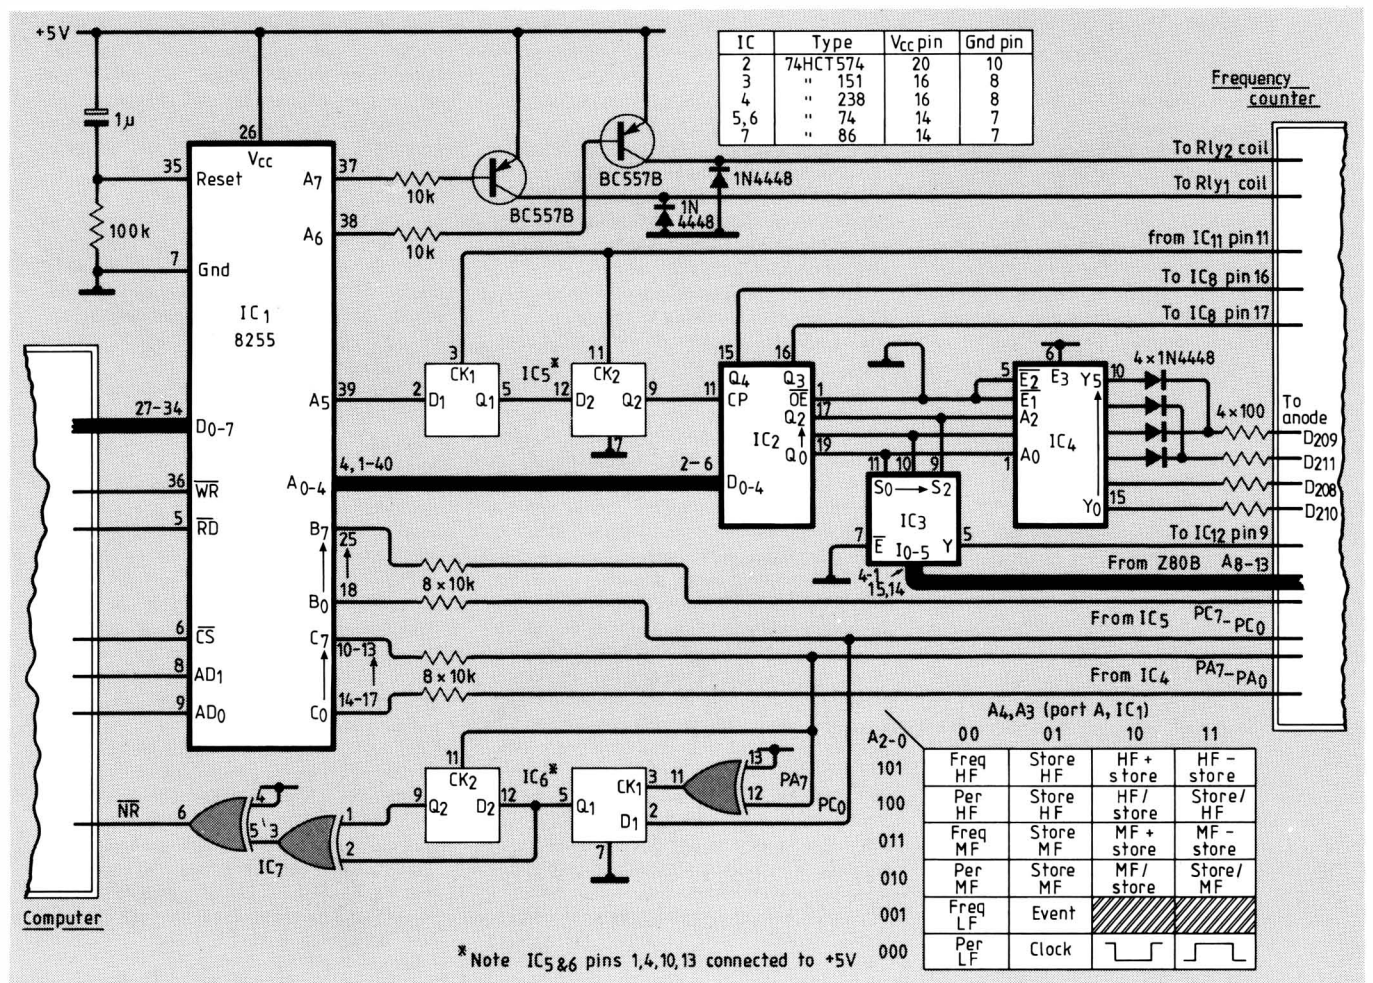 +5V
IC Type Vcc pin Gnd pin
2 74HCT574 20 10
3 " 151 16 8
4 " 238 16 8
5,6 " 74 14 7
7 " 86 14 7
Frequency
counter
1µ
26
Vcc
35
Reset
A7
37
10k
BC557B
BC557B
1N4448
1N
4448
To Rly2 coil
To Rly1 coil
100k
A6
38
10k
7
Gnd
from IC11 pin 11
To IC8 pin 16
To IC8 pin 17
IC1
8255
3
CK1
IC5*
11
CK2
15
Q4
16
Q3
6
E3
4×1N4448
A5
39
2
D1
Q1
5
12
D2
Q2
9
7
11
CP
OE
1
Q2
17
IC2
Q0
19
5
E2
E1
A2
IC4
A0
1
Y5
10
Y0
15
4×100
To
anode
D209
D211
D208
D210
27–34
D0–7
4,1–40
A0–4
2–6
D0–4
11
10
9
S0 → S2
IC3
7
E
I0–5
Y
5
4–1
15,14
To IC12 pin 9
From Z80B A8–13
36
WR
5
RD
B7
25
18
B0
8×10k
From IC5 PC7– PC0
6
CS
8
AD1
9
AD0
C7
10–13
14–17
C0
8×10k
From IC4 PA7– PA0
11
CK2
IC6*
9
Q2
D2
12
5
Q1
CK1
3
D1
2
7
11
13
12
PA7
PC0
NR
6
4
5
3
IC7
1
2
Computer
A4,A3 (port A, IC1)
A2–0 00 01 10 11
101 Freq HF Store HF HF + store HF – store
100 Per HF Store HF HF/ store Store/ HF
011 Freq MF Store MF MF + store MF – store
010 Per MF Store MF MF/ store Store/ MF
001 Freq LF Event
000 Per LF Clock
*Note IC5&6 pins 1,4,10,13 connected to +5V